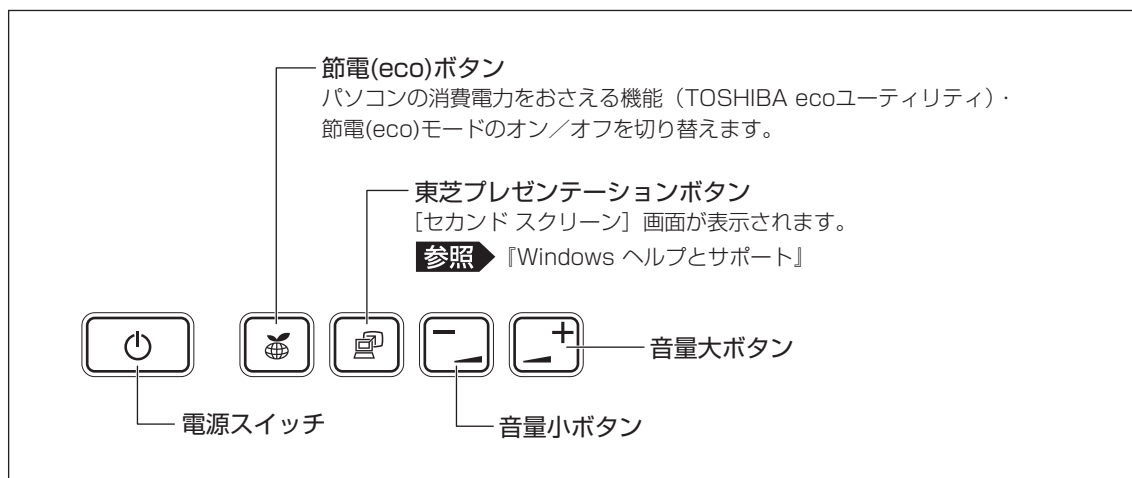 節電(eco)ボタン
パソコンの消費電力をおさえる機能（TOSHIBA ecoユーティリティ）・
節電(eco)モードのオン／オフを切り替えます。
東芝プレゼンテーションボタン
［セカンド スクリーン］画面が表示されます。
参照 『Windows ヘルプとサポート』
音量大ボタン
電源スイッチ
音量小ボタン